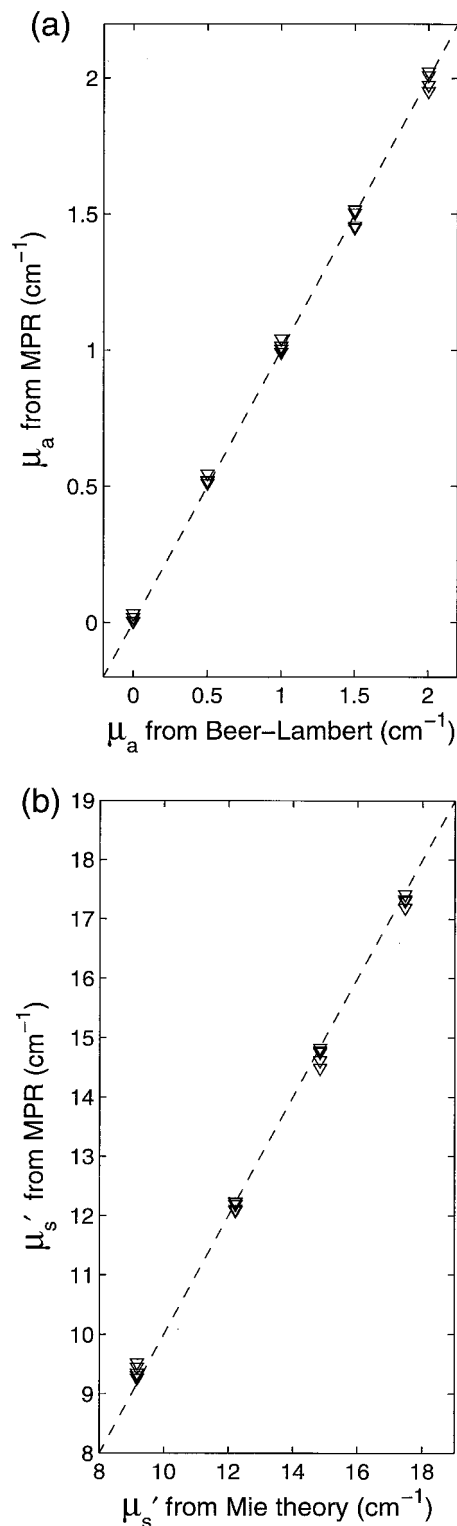 (a)
2
1.5
1
0.5
0
μa from MPR (cm⁻¹)
0 0.5 1 1.5 2
μa from Beer–Lambert (cm⁻¹)
(b)
19
18
17
16
15
14
13
12
11
10
9
8
μs′ from MPR (cm⁻¹)
8 10 12 14 16 18
μs′ from Mie theory (cm⁻¹)